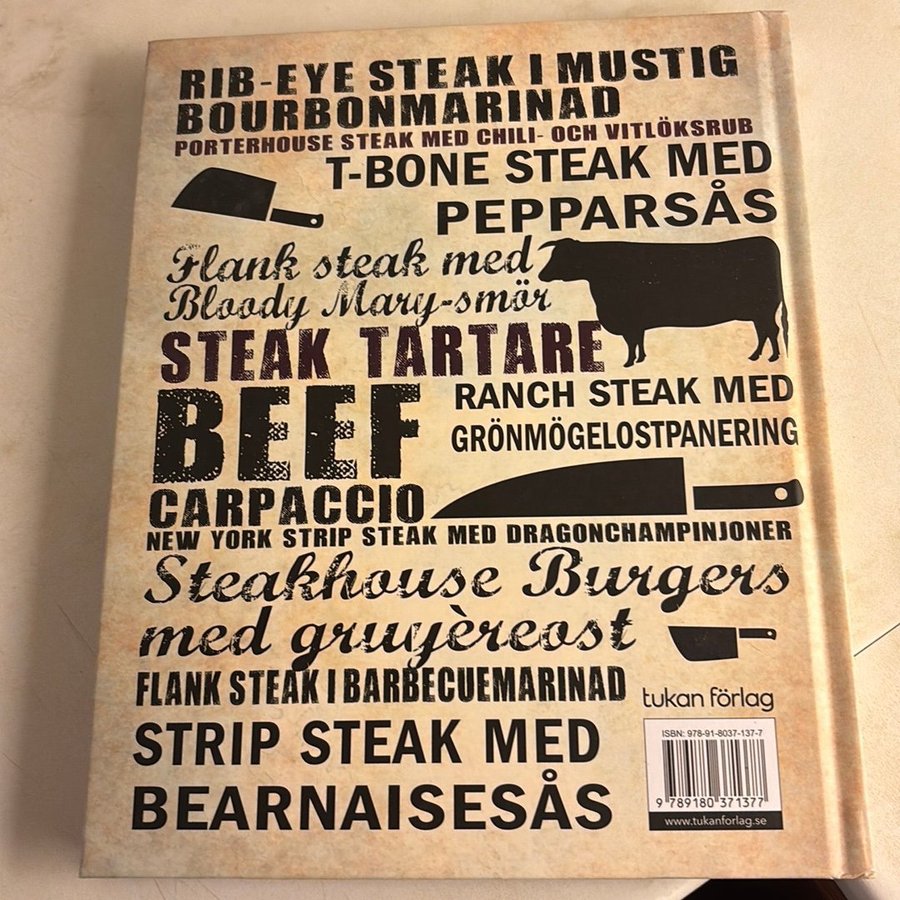 RIB-EYE STEAK I MUSTIG
BOURBONMARINAD
PORTERHOUSE STEAK MED CHILI- OCH VITLÖKSRUB
T-BONE STEAK MED
PEPPARSÅS
Flank steak med
Bloody Mary-smör
STEAK TARTARE
BEEF
CARPACCIO
RANCH STEAK MED
GRÖNMÖGELOSTPANERING
NEW YORK STRIP STEAK MED DRAGONCHAMPINJONER
Steakhouse Burgers
med gruyèreost
FLANK STEAK I BARBECUEMARINAD
STRIP STEAK MED
BEARNAISESÅS
tukan förlag
ISBN: 978-91-8037-137-7
9 789180 371377
www.tukanforlag.se